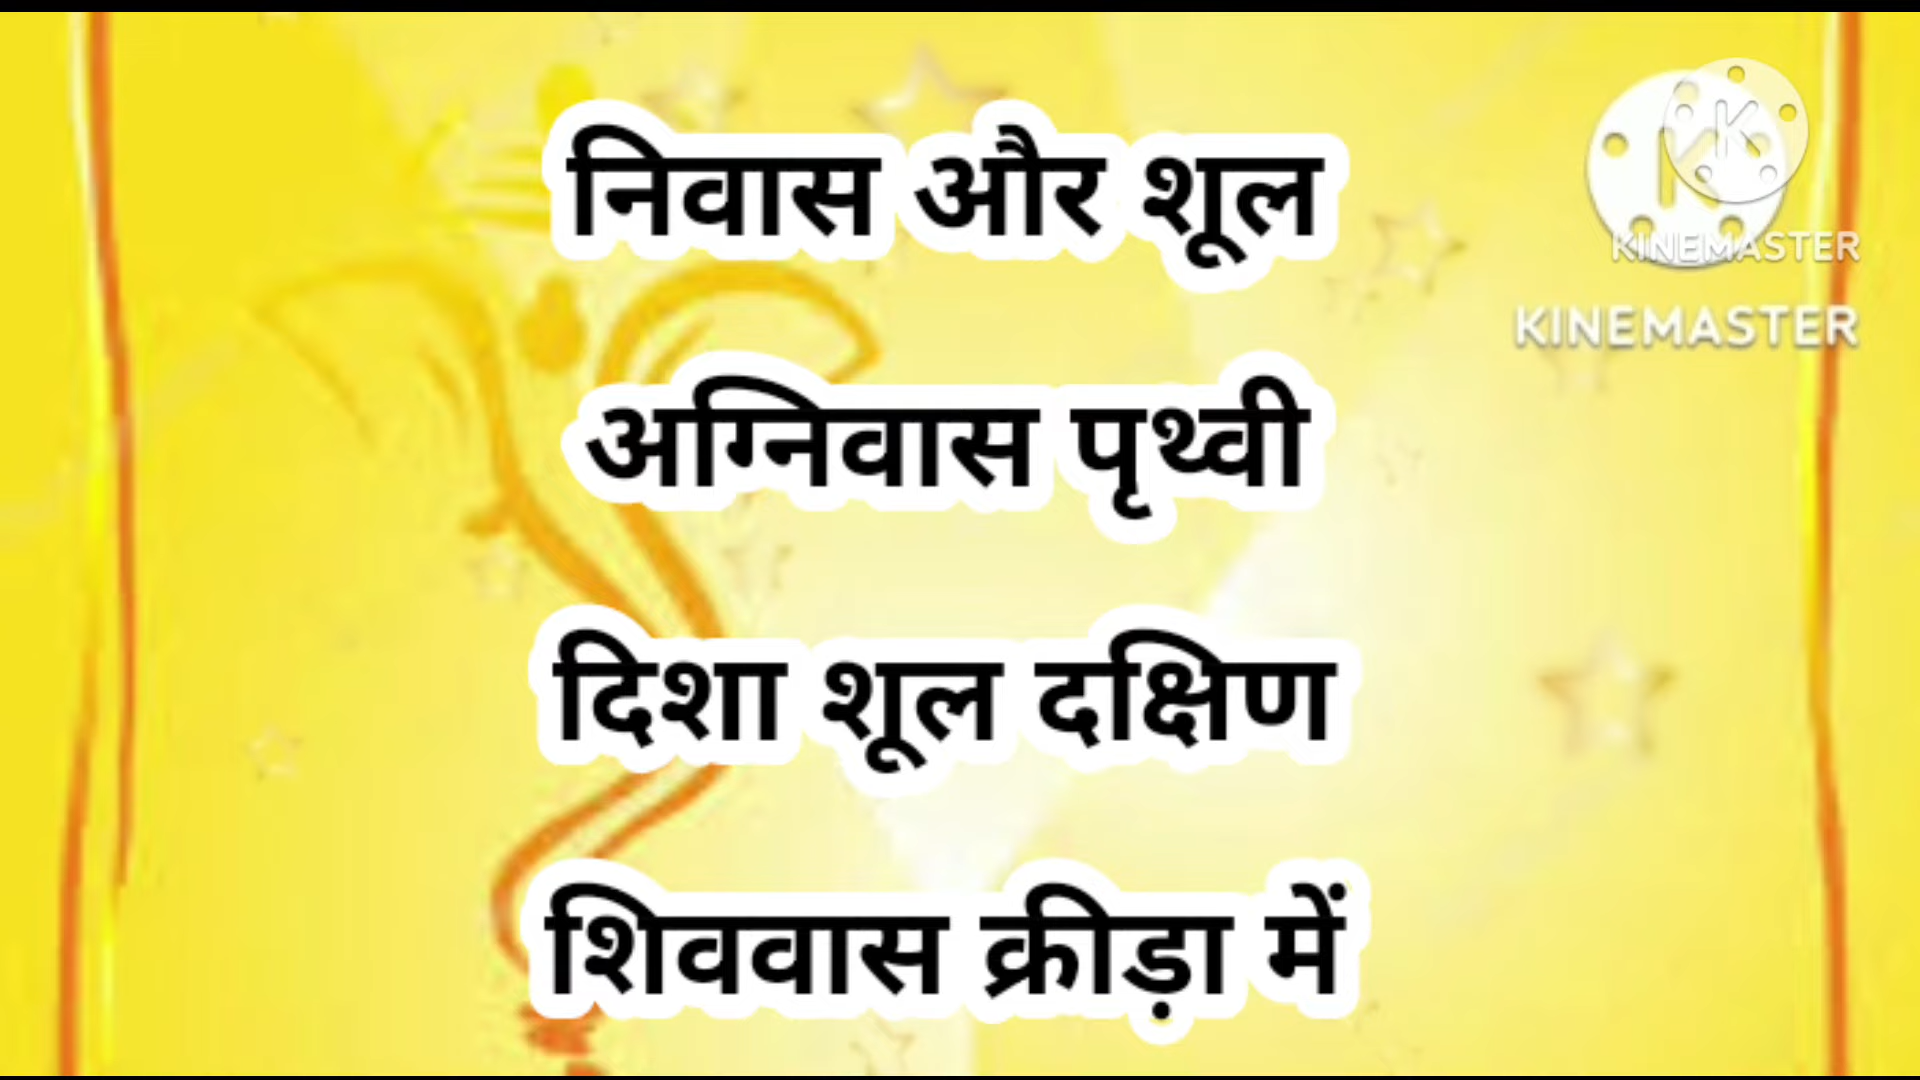 निवास और शूल
KINEMASTER
KINEMASTER
अग्निवास पृथ्वी
दिशा शूल दक्षिण
शिववास क्रीड़ा में